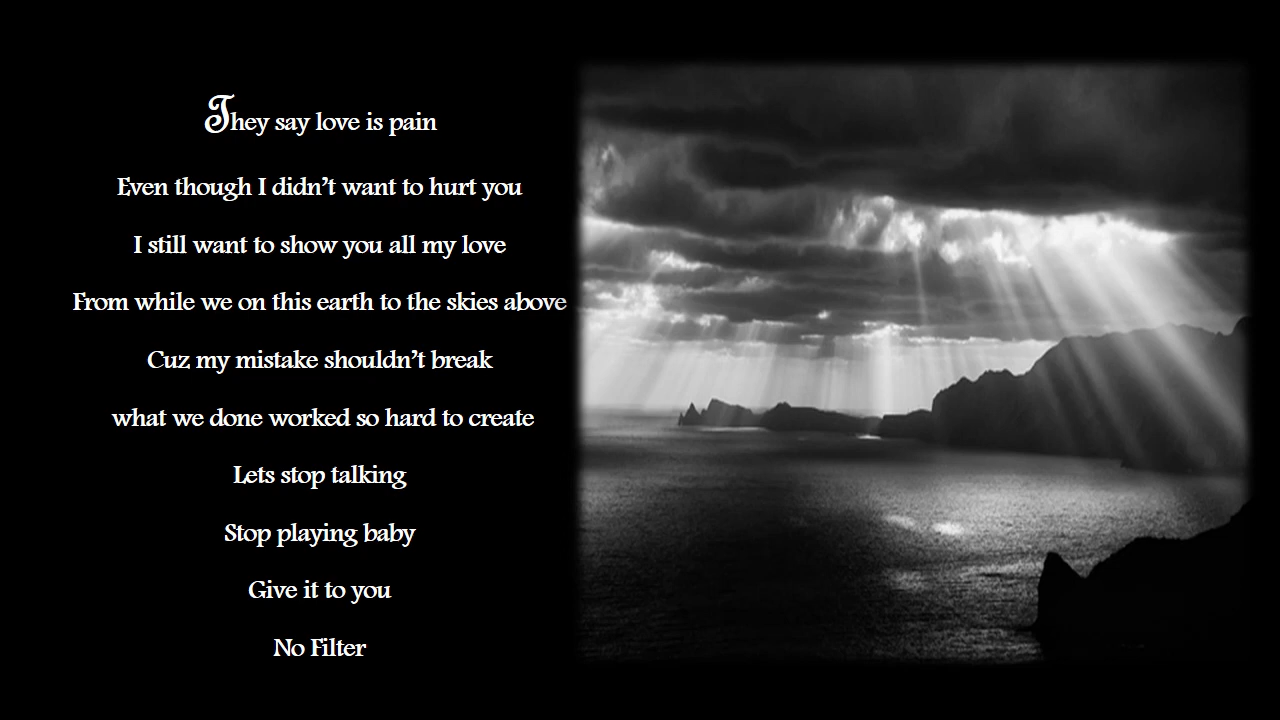 They say love is pain
Even though I didn't want to hurt you
I still want to show you all my love
From while we on this earth to the skies above
Cuz my mistake shouldn't break
what we done worked so hard to create
Lets stop talking
Stop playing baby
Give it to you
No Filter